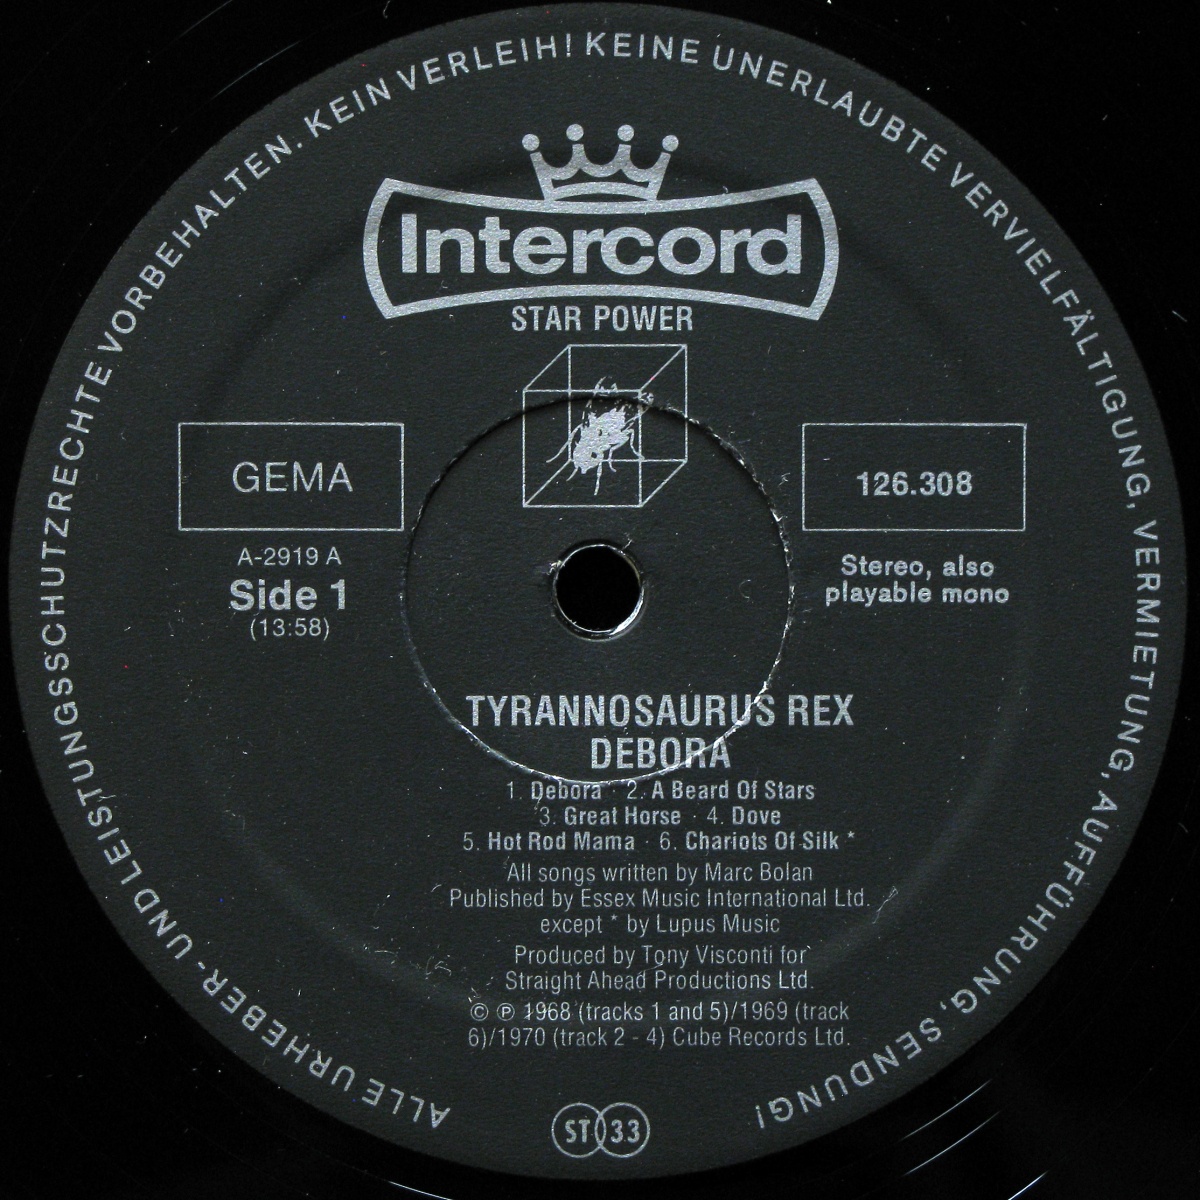 ALLE URHEBER- UND LEISTUNGSSCHUTZRECHTE VORBEHALTEN. KEIN VERLEIH! KEINE UNERLAUBTE VERVIELFÄLTIGUNG, VERMIETUNG, AUFFÜHRUNG, SENDUNG!
Intercord
STAR POWER
GEMA
126.308
A-2919 A
Side 1
(13:58)
Stereo, also
playable mono
TYRANNOSAURUS REX
DEBORA
1. Debora · 2. A Beard Of Stars
3. Great Horse · 4. Dove
5. Hot Rod Mama · 6. Chariots Of Silk *
All songs written by Marc Bolan
Published by Essex Music International Ltd.
except * by Lupus Music
Produced by Tony Visconti for
Straight Ahead Productions Ltd.
© ℗ 1968 (tracks 1 and 5)/1969 (track
6)/1970 (track 2 - 4) Cube Records Ltd.
ST 33